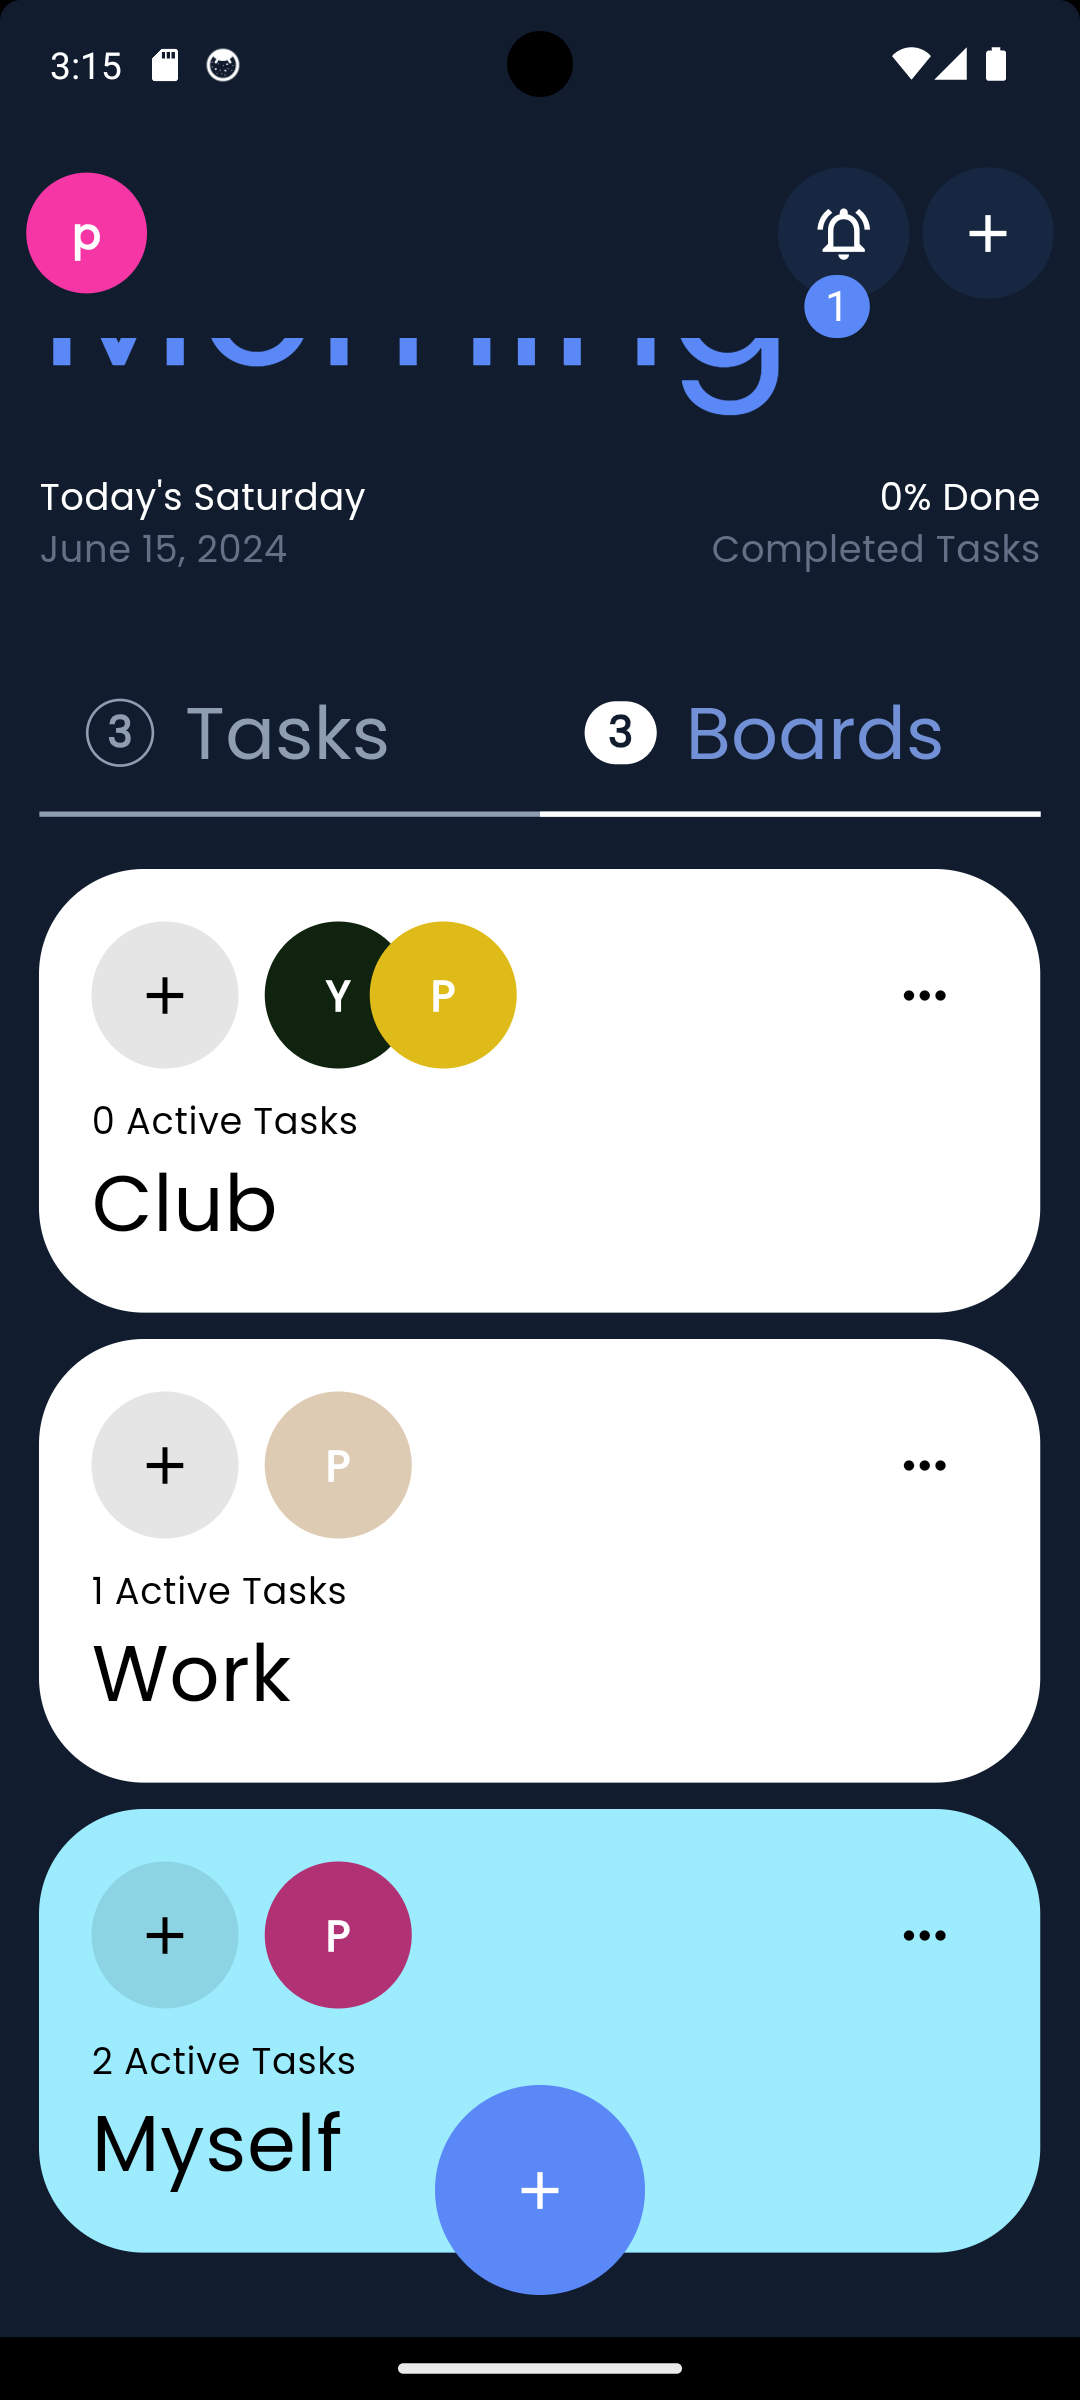 3:15
p
1
Morning
Today's Saturday
0% Done
June 15, 2024
Completed Tasks
3 Tasks
3 Boards
Y
P
0 Active Tasks
Club
P
1 Active Tasks
Work
P
2 Active Tasks
Myself